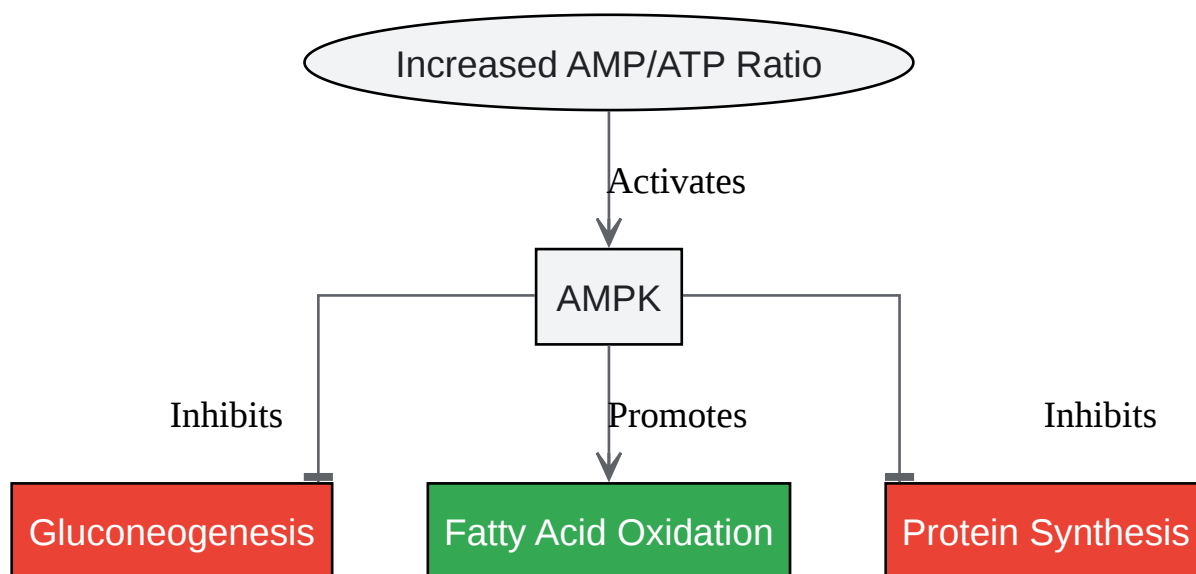 Increased AMP/ATP Ratio
Activates
AMPK
Inhibits
Promotes
Inhibits
Gluconeogenesis
Fatty Acid Oxidation
Protein Synthesis